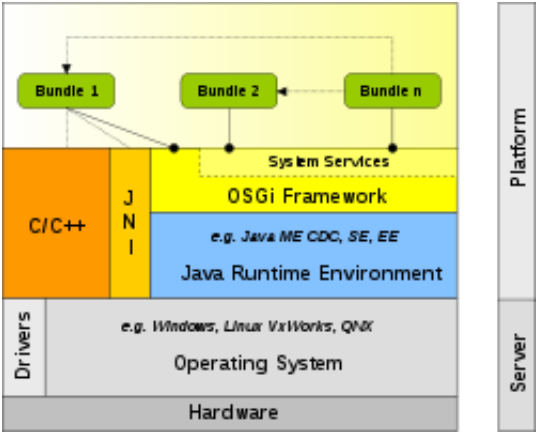 Bundle 1
Bundle 2
Bundle n
System Services
OSGi Framework
C/C++
JNI
e.g. Java ME CDC, SE, EE
Java Runtime Environment
Drivers
e.g. Windows, Linux VxWorks, QNX
Operating System
Hardware
Platform
Server